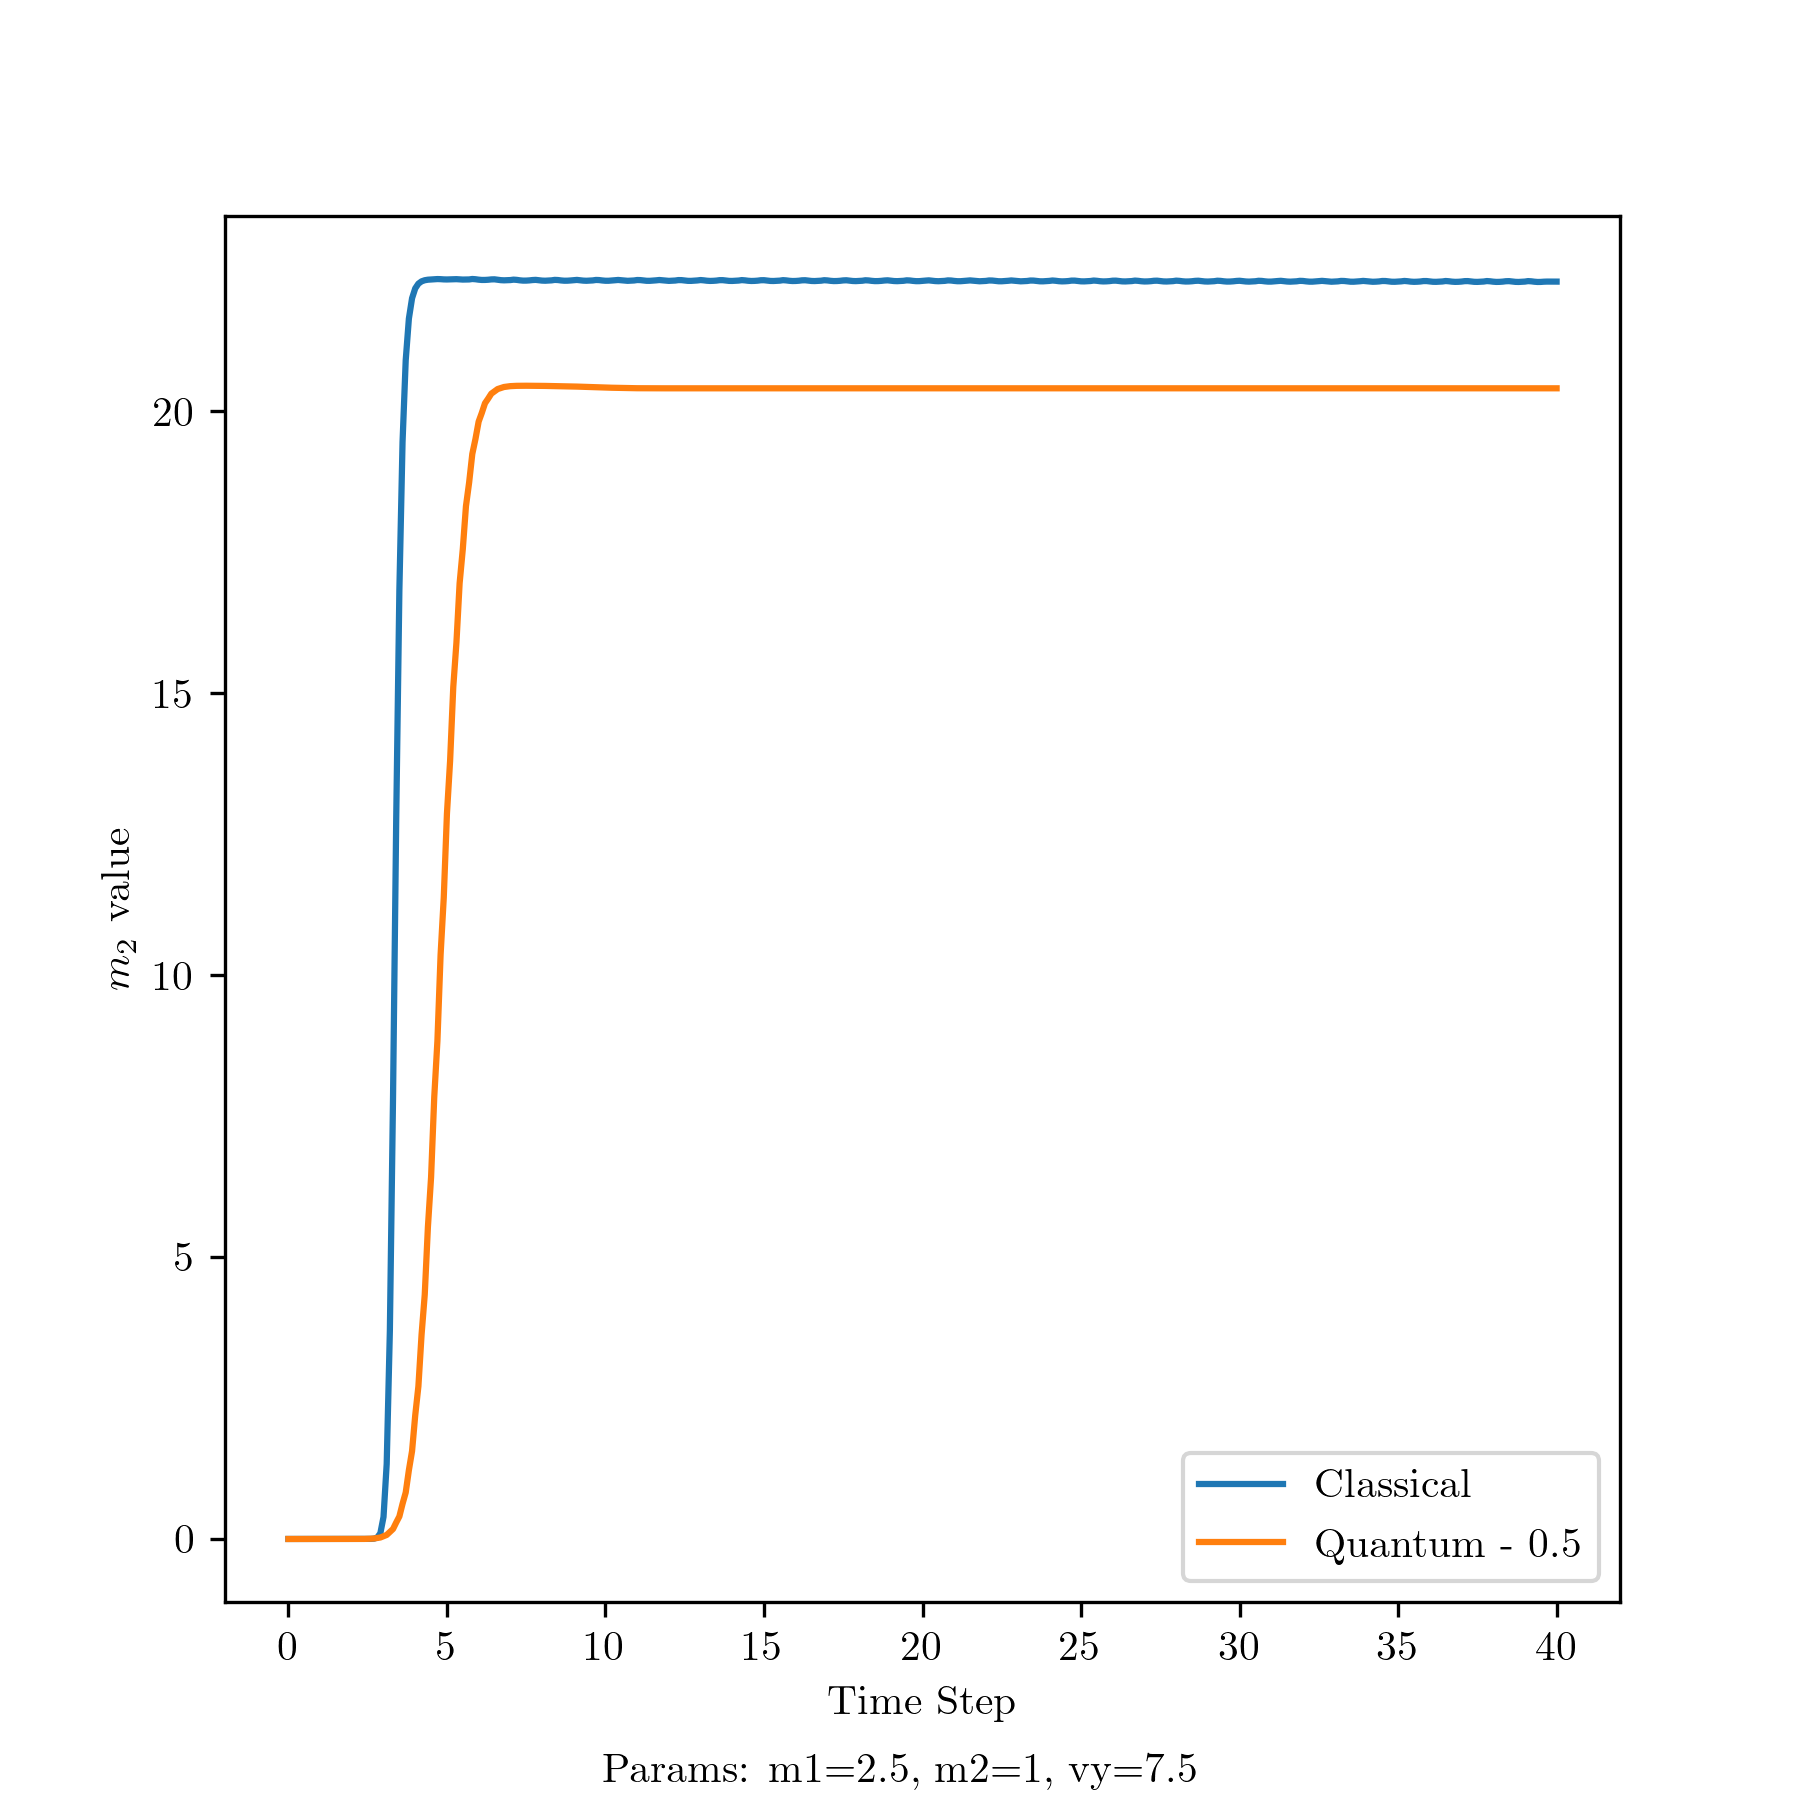 20
15
10
5
0
m₂ value
Classical
Quantum - 0.5
0 5 10 15 20 25 30 35 40
Time Step
Params: m1=2.5, m2=1, vy=7.5